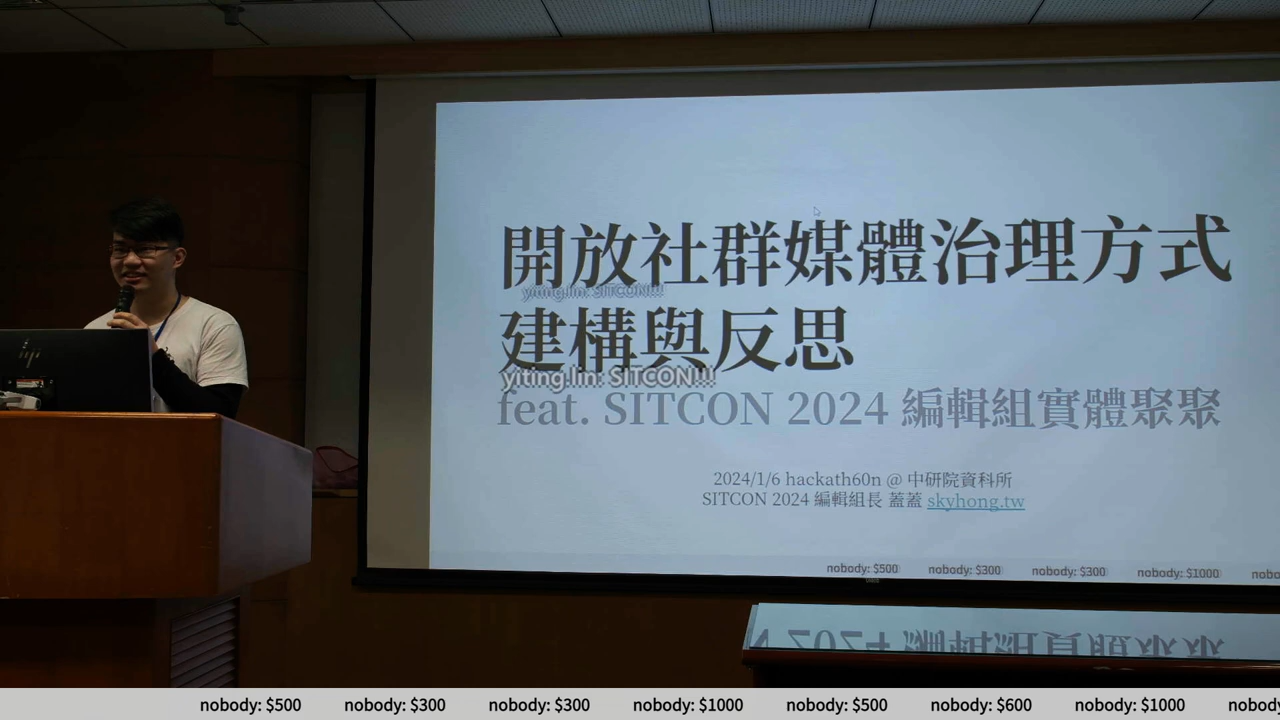 開放社群媒體治理方式
yiting.lin: SITCON!!!
建構與反思
yiting.lin: SITCON!!!
feat. SITCON 2024 編輯組實體聚聚
2024/1/6 hackath60n @ 中研院資科所
SITCON 2024 編輯組長 蓋蓋 skyhong.tw
nobody: $500 nobody: $300 nobody: $300 nobody: $1000 nobo
hp
nobody: $500 nobody: $300 nobody: $300 nobody: $1000 nobody: $500 nobody: $600 nobody: $1000 nobody